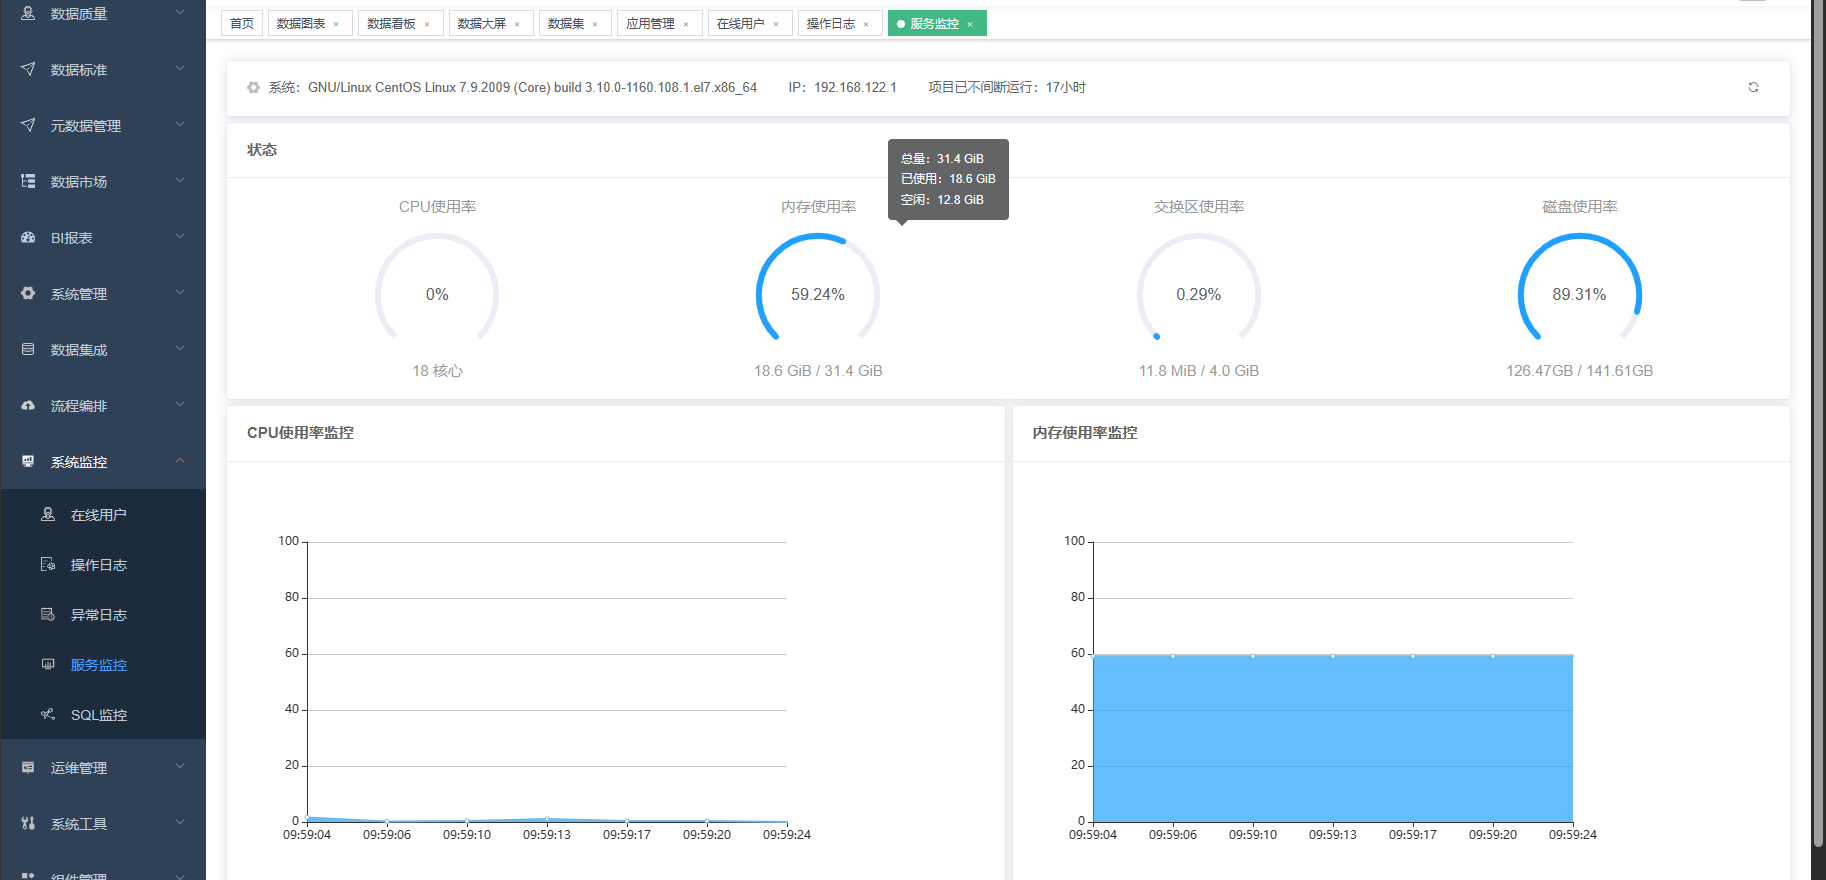 数据质量
数据标准
元数据管理
数据市场
BI报表
系统管理
数据集成
流程编排
系统监控
在线用户
操作日志
异常日志
服务监控
SQL监控
运维管理
系统工具
组件管理
首页 数据图表 × 数据看板 × 数据大屏 × 数据集 × 应用管理 × 在线用户 × 操作日志 × 服务监控 ×
系统：GNU/Linux CentOS Linux 7.9.2009 (Core) build 3.10.0-1160.108.1.el7.x86_64 IP：192.168.122.1 项目已不间断运行：17小时
状态
总量：31.4 GiB
已使用：18.6 GiB
空闲：12.8 GiB
CPU使用率 内存使用率 交换区使用率 磁盘使用率
0% 59.24% 0.29% 89.31%
18 核心 18.6 GiB / 31.4 GiB 11.8 MiB / 4.0 GiB 126.47GB / 141.61GB
CPU使用率监控
100
80
60
40
20
0
09:59:04 09:59:06 09:59:10 09:59:13 09:59:17 09:59:20 09:59:24
内存使用率监控
100
80
60
40
20
0
09:59:04 09:59:06 09:59:10 09:59:13 09:59:17 09:59:20 09:59:24